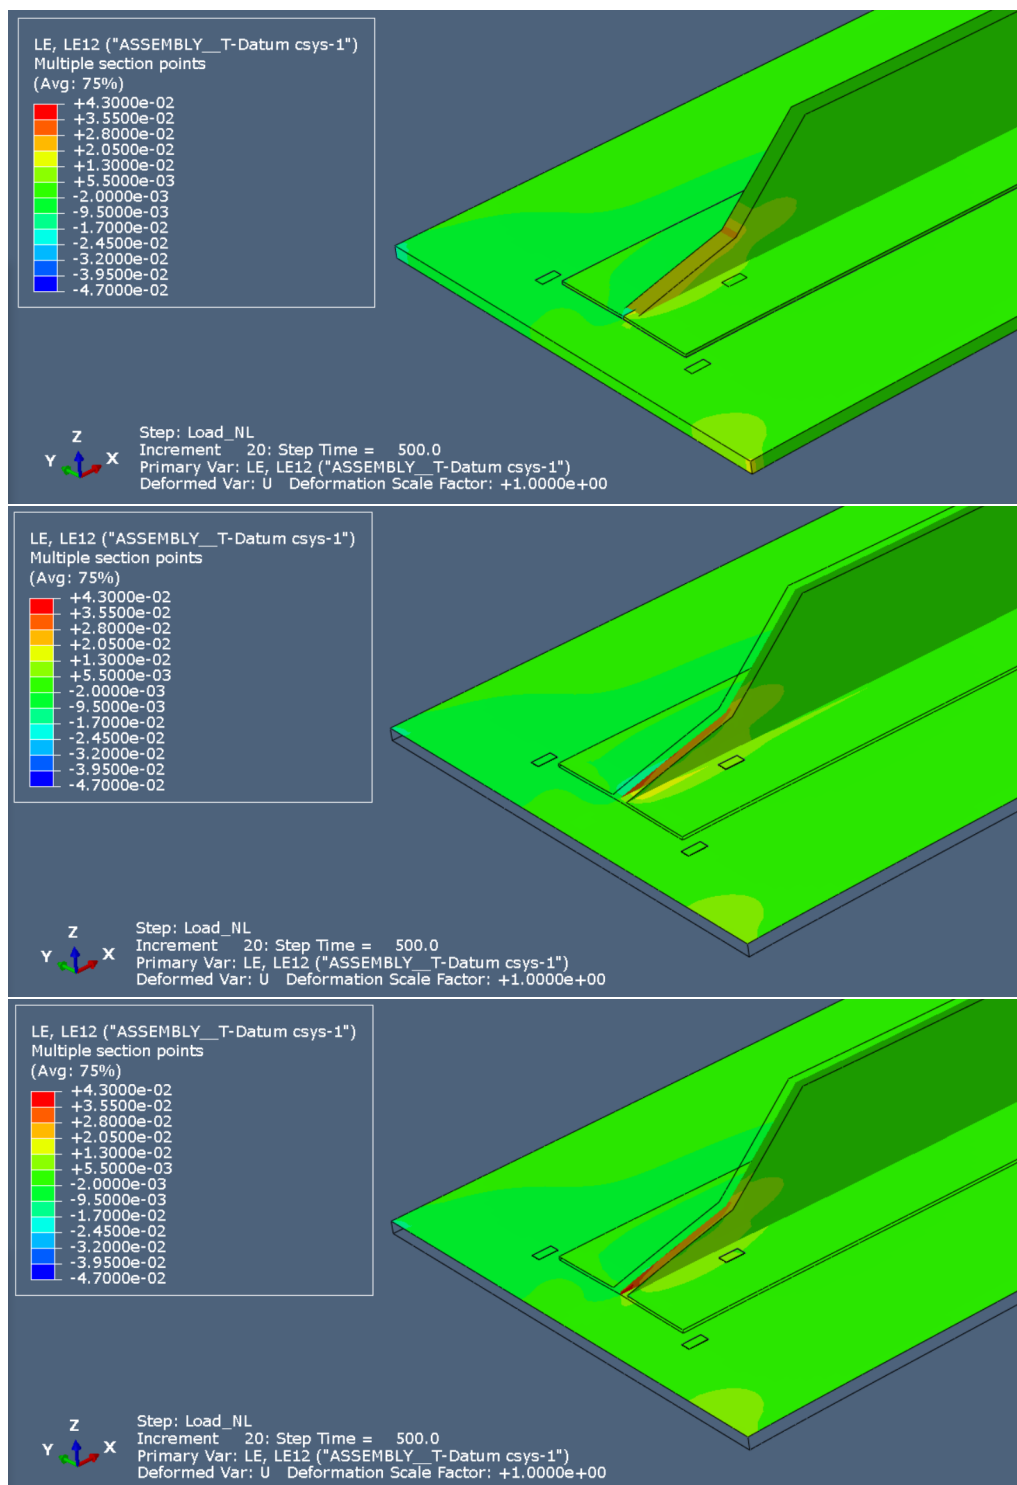 LE, LE12 ("ASSEMBLY__T-Datum csys-1")
Multiple section points
(Avg: 75%)
+4.3000e-02
+3.5500e-02
+2.8000e-02
+2.0500e-02
+1.3000e-02
+5.5000e-03
-2.0000e-03
-9.5000e-03
-1.7000e-02
-2.4500e-02
-3.2000e-02
-3.9500e-02
-4.7000e-02
Z
Y X
Step: Load_NL
Increment 20: Step Time = 500.0
Primary Var: LE, LE12 ("ASSEMBLY__T-Datum csys-1")
Deformed Var: U Deformation Scale Factor: +1.0000e+00
LE, LE12 ("ASSEMBLY__T-Datum csys-1")
Multiple section points
(Avg: 75%)
+4.3000e-02
+3.5500e-02
+2.8000e-02
+2.0500e-02
+1.3000e-02
+5.5000e-03
-2.0000e-03
-9.5000e-03
-1.7000e-02
-2.4500e-02
-3.2000e-02
-3.9500e-02
-4.7000e-02
Z
Y X
Step: Load_NL
Increment 20: Step Time = 500.0
Primary Var: LE, LE12 ("ASSEMBLY__T-Datum csys-1")
Deformed Var: U Deformation Scale Factor: +1.0000e+00
LE, LE12 ("ASSEMBLY__T-Datum csys-1")
Multiple section points
(Avg: 75%)
+4.3000e-02
+3.5500e-02
+2.8000e-02
+2.0500e-02
+1.3000e-02
+5.5000e-03
-2.0000e-03
-9.5000e-03
-1.7000e-02
-2.4500e-02
-3.2000e-02
-3.9500e-02
-4.7000e-02
Z
Y X
Step: Load_NL
Increment 20: Step Time = 500.0
Primary Var: LE, LE12 ("ASSEMBLY__T-Datum csys-1")
Deformed Var: U Deformation Scale Factor: +1.0000e+00